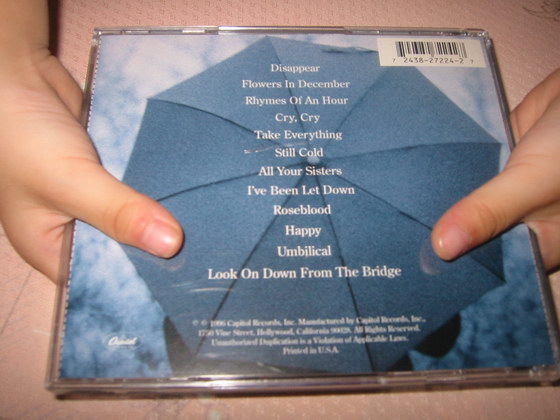 7 2438-27224-2 7
Disappear
Flowers In December
Rhymes Of An Hour
Cry, Cry
Take Everything
Still Cold
All Your Sisters
I've Been Let Down
Roseblood
Happy
Umbilical
Look On Down From The Bridge
℗ © 1996 Capitol Records, Inc. Manufactured by Capitol Records, Inc.,
1750 Vine Street, Hollywood, California 90028. All Rights Reserved.
Unauthorized Duplication is a Violation of Applicable Laws.
Printed in U.S.A.
Capitol